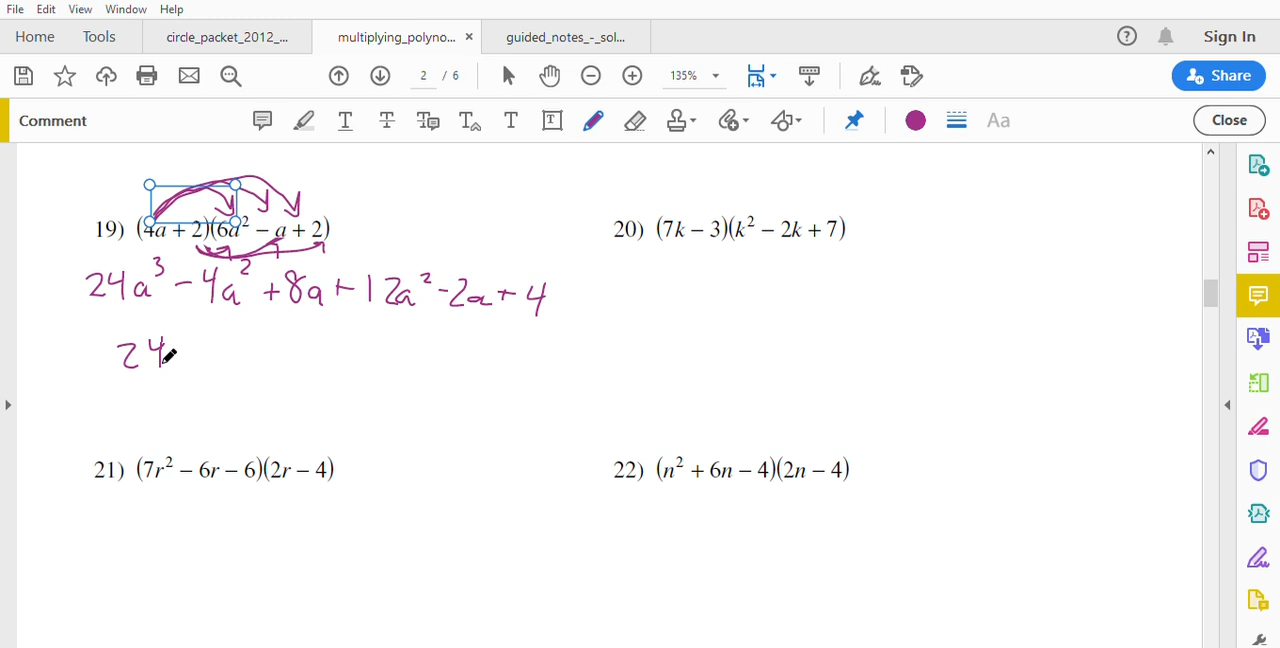 File Edit View Window Help
Home Tools circle_packet_2012_... multiplying_polyno... × guided_notes_-_sol... ? Sign In
2 / 6 135% Share
Comment T T T T T T Aa Close
19) (4a + 2)(6a² − a + 2) 20) (7k − 3)(k² − 2k + 7)
24a³ − 4a² + 8a + 12a² − 2a + 4
24
21) (7r² − 6r − 6)(2r − 4) 22) (n² + 6n − 4)(2n − 4)